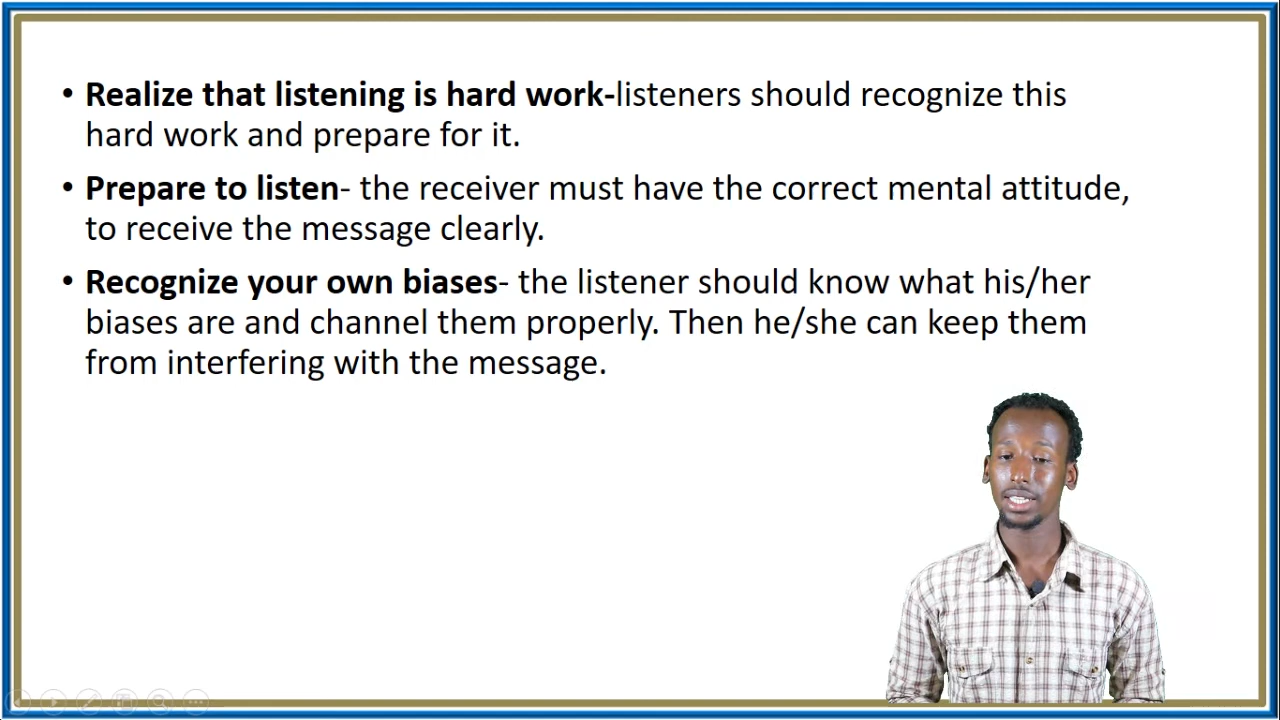 • Realize that listening is hard work-listeners should recognize this
hard work and prepare for it.
• Prepare to listen- the receiver must have the correct mental attitude,
to receive the message clearly.
• Recognize your own biases- the listener should know what his/her
biases are and channel them properly. Then he/she can keep them
from interfering with the message.